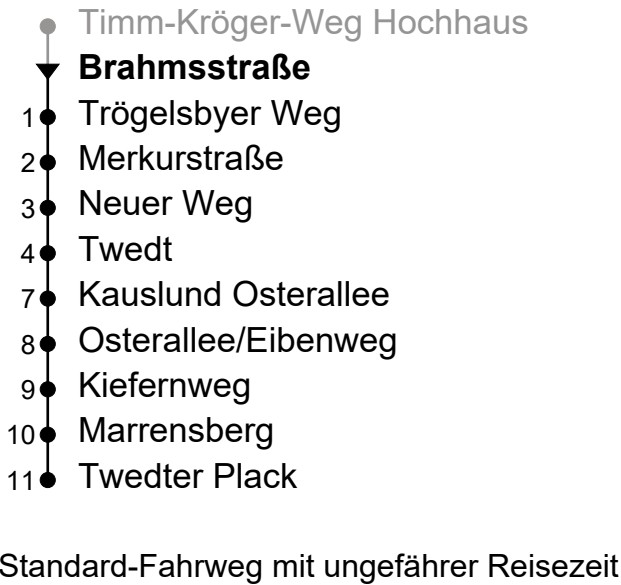 Timm-Kröger-Weg Hochhaus
Brahmsstraße
1 Trögelsbyer Weg
2 Merkurstraße
3 Neuer Weg
4 Twedt
7 Kauslund Osterallee
8 Osterallee/Eibenweg
9 Kiefernweg
10 Marrensberg
11 Twedter Plack
Standard-Fahrweg mit ungefährer Reisezeit